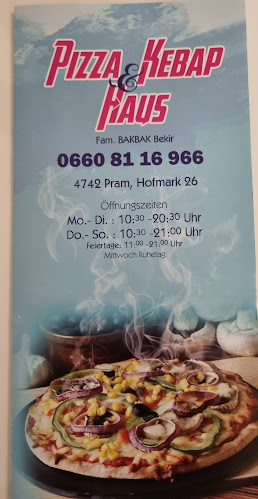 PIZZA KEBAP
&
HAUS
Fam. BAKBAK Bekir
0660 81 16 966
4742 Pram, Hofmark 26
Öffnungszeiten
Mo.- Di. : 10:30 -20:30 Uhr
Do.- So. : 10:30 -21:00 Uhr
Feiertage: 11:00 -21:00 Uhr
Mittwoch Ruhetag